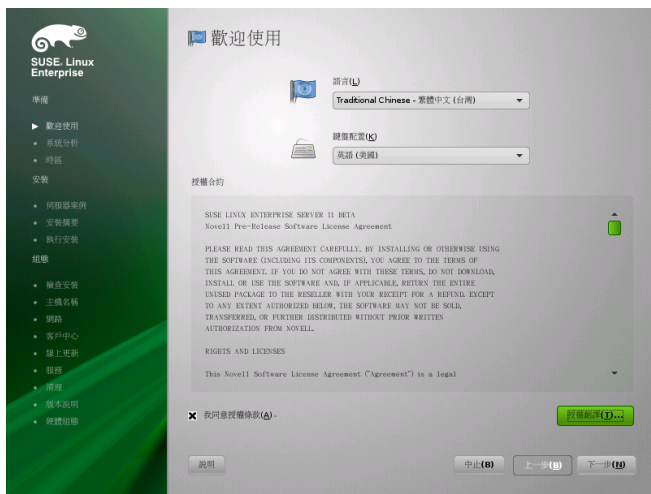 SUSE. Linux
Enterprise
準備
歡迎使用
系統分析
時區
安裝
伺服器案例
安裝摘要
執行安裝
組態
檢查安裝
主機名稱
網路
客戶中心
線上更新
服務
清理
版本說明
硬體組態
歡迎使用
語言(L)
Traditional Chinese - 繁體中文 (台灣)
鍵盤配置(K)
英語 (美國)
授權合約
SUSE LINUX ENTERPRISE SERVER 11 BETA
Novell Pre-Release Software License Agreement
PLEASE READ THIS AGREEMENT CAREFULLY. BY INSTALLING OR OTHERWISE USING
THE SOFTWARE (INCLUDING ITS COMPONENTS), YOU AGREE TO THE TERMS OF
THIS AGREEMENT. IF YOU DO NOT AGREE WITH THESE TERMS, DO NOT DOWNLOAD,
INSTALL OR USE THE SOFTWARE AND, IF APPLICABLE, RETURN THE ENTIRE
UNUSED PACKAGE TO THE RESELLER WITH YOUR RECEIPT FOR A REFUND. EXCEPT
TO ANY EXTENT AUTHORIZED BELOW, THE SOFTWARE MAY NOT BE SOLD,
TRANSFERRED, OR FURTHER DISTRIBUTED WITHOUT PRIOR WRITTEN
AUTHORIZATION FROM NOVELL.
RIGHTS AND LICENSES
This Novell Software License Agreement ("Agreement") is a legal
我同意授權條款(A)。
授權翻譯(T)...
說明
中止(R)
上一步(B)
下一步(N)